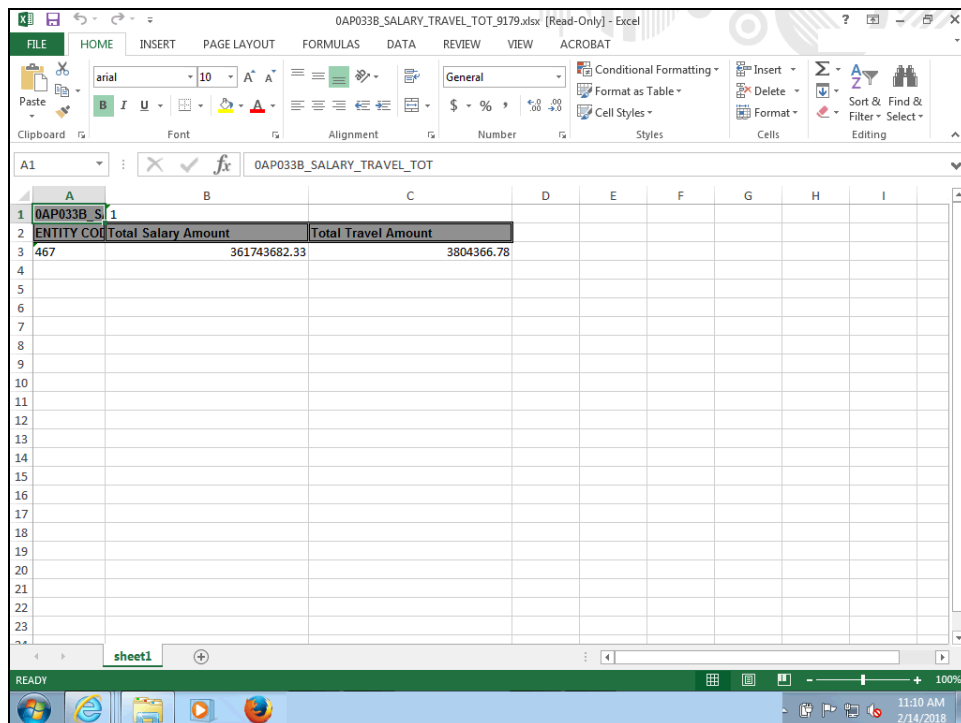 0AP033B_SALARY_TRAVEL_TOT_9179.xlsx [Read-Only] - Excel
FILE HOME INSERT PAGE LAYOUT FORMULAS DATA REVIEW VIEW ACROBAT
Paste
arial 10 A A
General
Conditional Formatting
Format as Table
Cell Styles
Insert
Delete
Format
Sort & Find &
Filter Select
B I U A
$ % ,
Clipboard Font Alignment Number Styles Cells Editing
A1 fx 0AP033B_SALARY_TRAVEL_TOT
A B C D E F G H I
1 0AP033B_S 1
2 ENTITY COD Total Salary Amount Total Travel Amount
3 467 361743682.33 3804366.78
4
5
6
7
8
9
10
11
12
13
14
15
16
17
18
19
20
21
22
23
24
sheet1
READY 100%
11:10 AM
2/14/2018